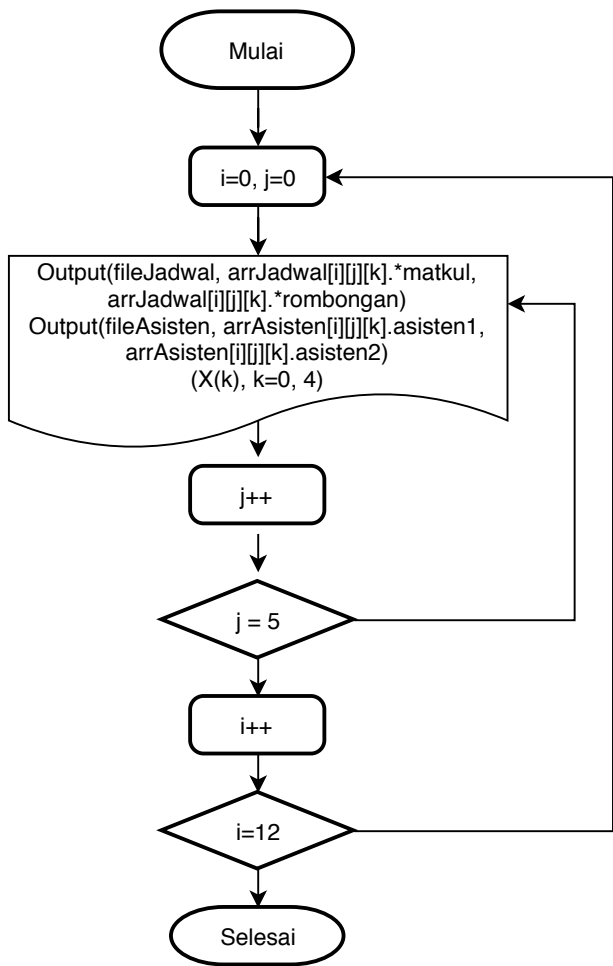 Mulai
i=0, j=0
Output(fileJadwal, arrJadwal[i][j][k].*matkul,
arrJadwal[i][j][k].*rombongan)
Output(fileAsisten, arrAsisten[i][j][k].asisten1,
arrAsisten[i][j][k].asisten2)
(X(k), k=0, 4)
j++
j = 5
i++
i=12
Selesai